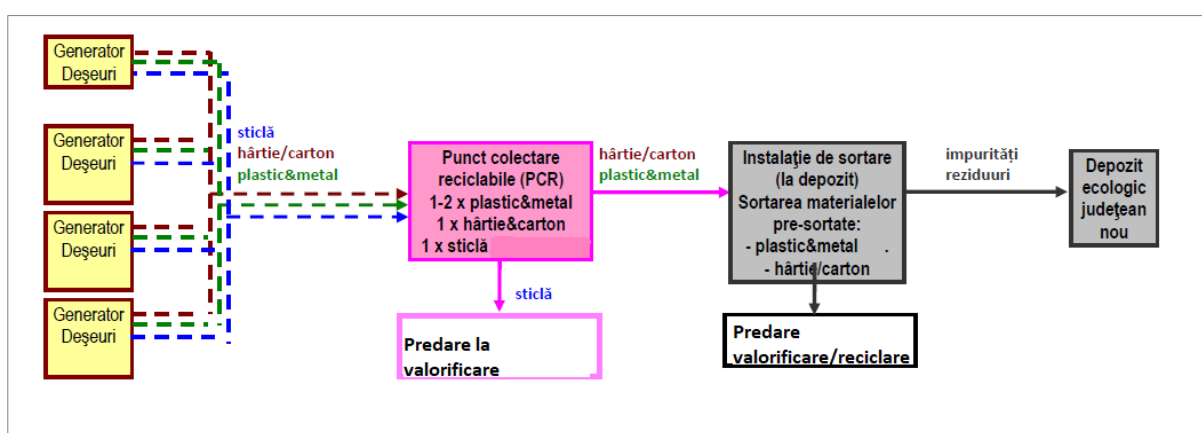 Generator
Deşeuri
Generator
Deşeuri
Generator
Deşeuri
Generator
Deşeuri
sticlă
hârtie/carton
plastic&metal
Punct colectare
reciclabile (PCR)
1-2 x plastic&metal
1 x hârtie&carton
1 x sticlă
hârtie/carton
plastic&metal
sticlă
Predare la
valorificare
Instalaţie de sortare
(la depozit)
Sortarea materialelor
pre-sortate:
- plastic&metal .
- hârtie/carton
Predare
valorificare/reciclare
impurități
reziduuri
Depozit
ecologic
judeţean
nou